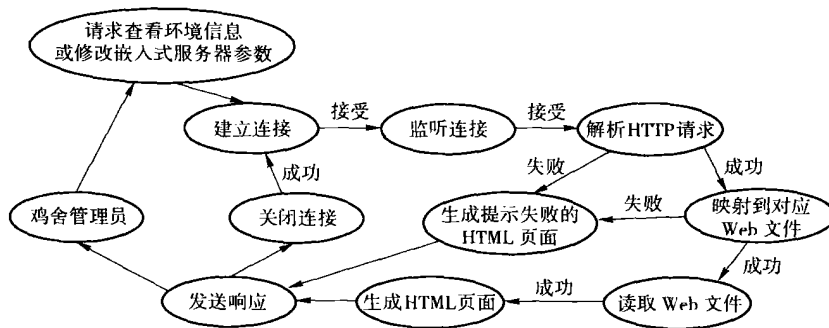 请求查看环境信息
或修改嵌入式服务器参数
建立连接
接受
监听连接
接受
解析HTTP请求
成功
失败
成功
鸡舍管理员
关闭连接
生成提示失败的
HTML页面
失败
映射到对应
Web文件
成功
发送响应
生成HTML页面
成功
读取Web文件